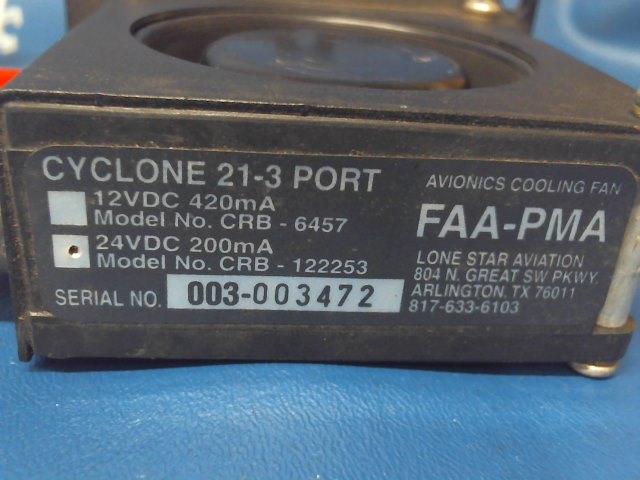 CYCLONE 21-3 PORT
12VDC 420mA
Model No. CRB - 6457
24VDC 200mA
Model No. CRB - 122253
SERIAL NO. 003-003472
AVIONICS COOLING FAN
FAA-PMA
LONE STAR AVIATION
804 N. GREAT SW PKWY.
ARLINGTON, TX 76011
817-633-6103